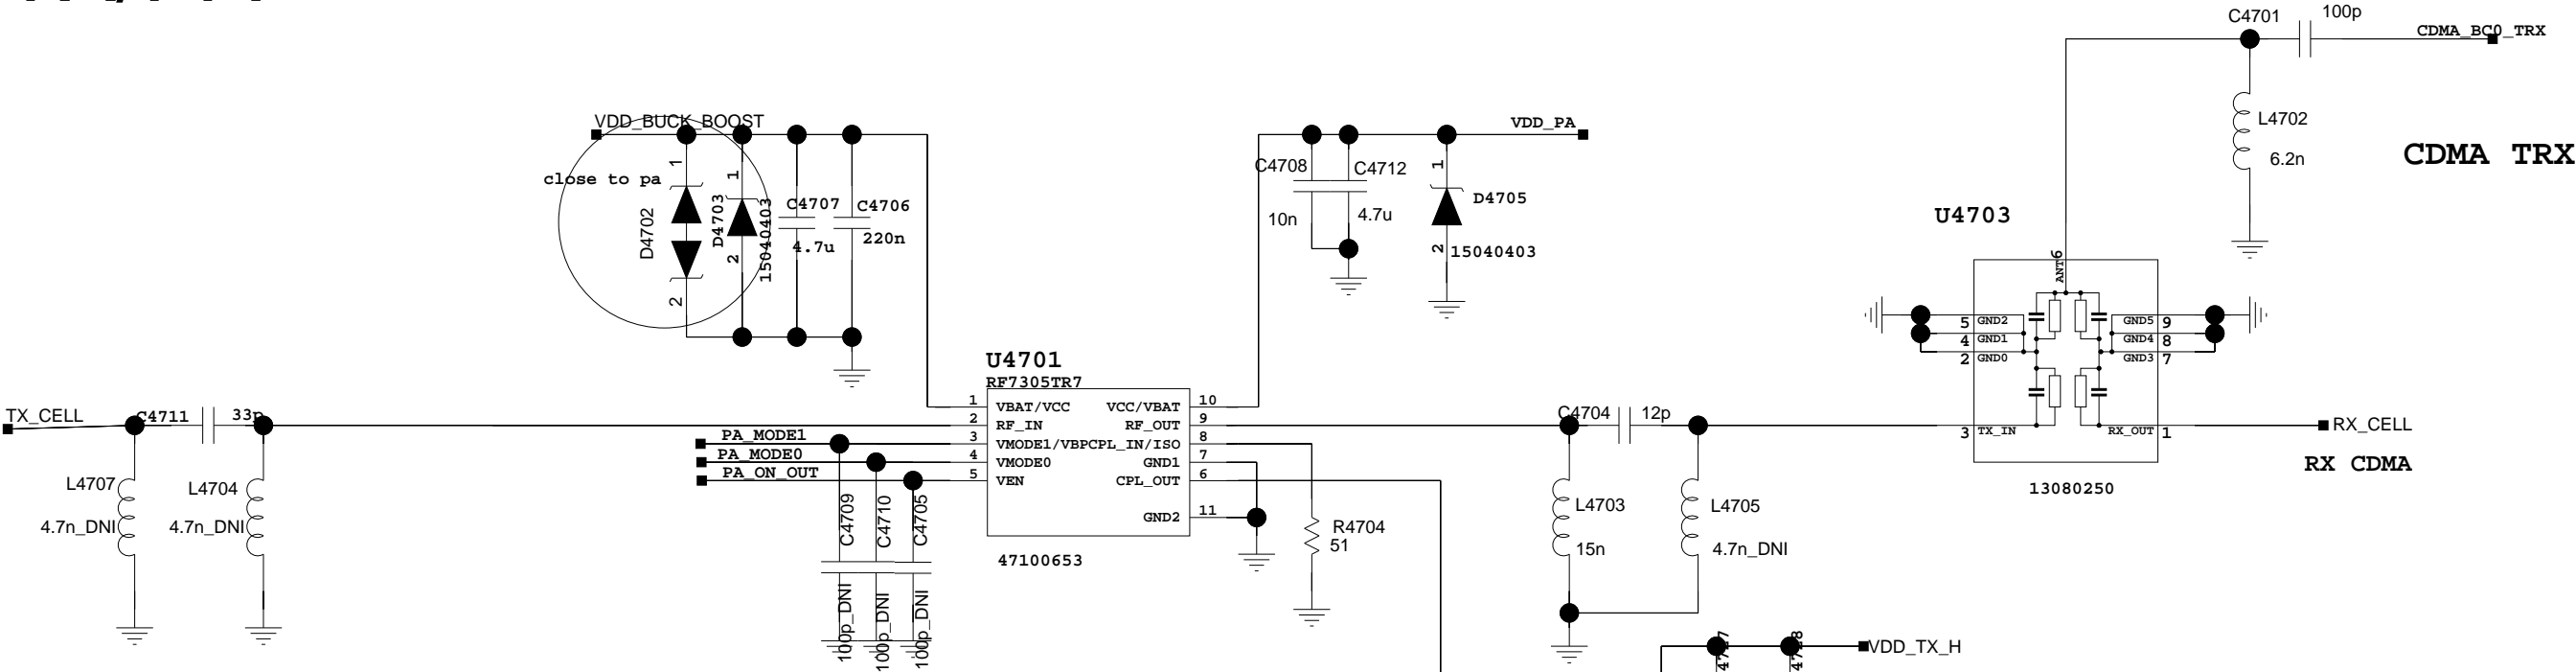 C4701
100p
CDMA_BC0_TRX
L4702
6.2n
CDMA TRX
VDD_BUCK_BOOST
close to pa
D4702
1
2
D4703
1
2
15040403
C4707
4.7u
C4706
220n
VDD_PA
C4708
10n
C4712
4.7u
1
2
D4705
15040403
U4703
ANT
6
5 GND2
4 GND1
2 GND0
GND5 9
GND4 8
GND3 7
3 TX_IN
RX_OUT 1
13080250
RX_CELL
RX CDMA
U4701
RF7305TR7
1 VBAT/VCC
2 RF_IN
3 VMODE1/VBP
4 VMODE0
5 VEN
VCC/VBAT 10
RF_OUT 9
CPL_IN/ISO 8
GND1 7
CPL_OUT 6
GND2 11
47100653
TX_CELL
C4711
33p
L4707
4.7n_DNI
L4704
4.7n_DNI
PA_MODE1
PA_MODE0
PA_ON_OUT
C4709
100p_DNI
C4710
100p_DNI
C4705
100p_DNI
R4704
51
C4704
12p
L4703
15n
L4705
4.7n_DNI
VDD_TX_H